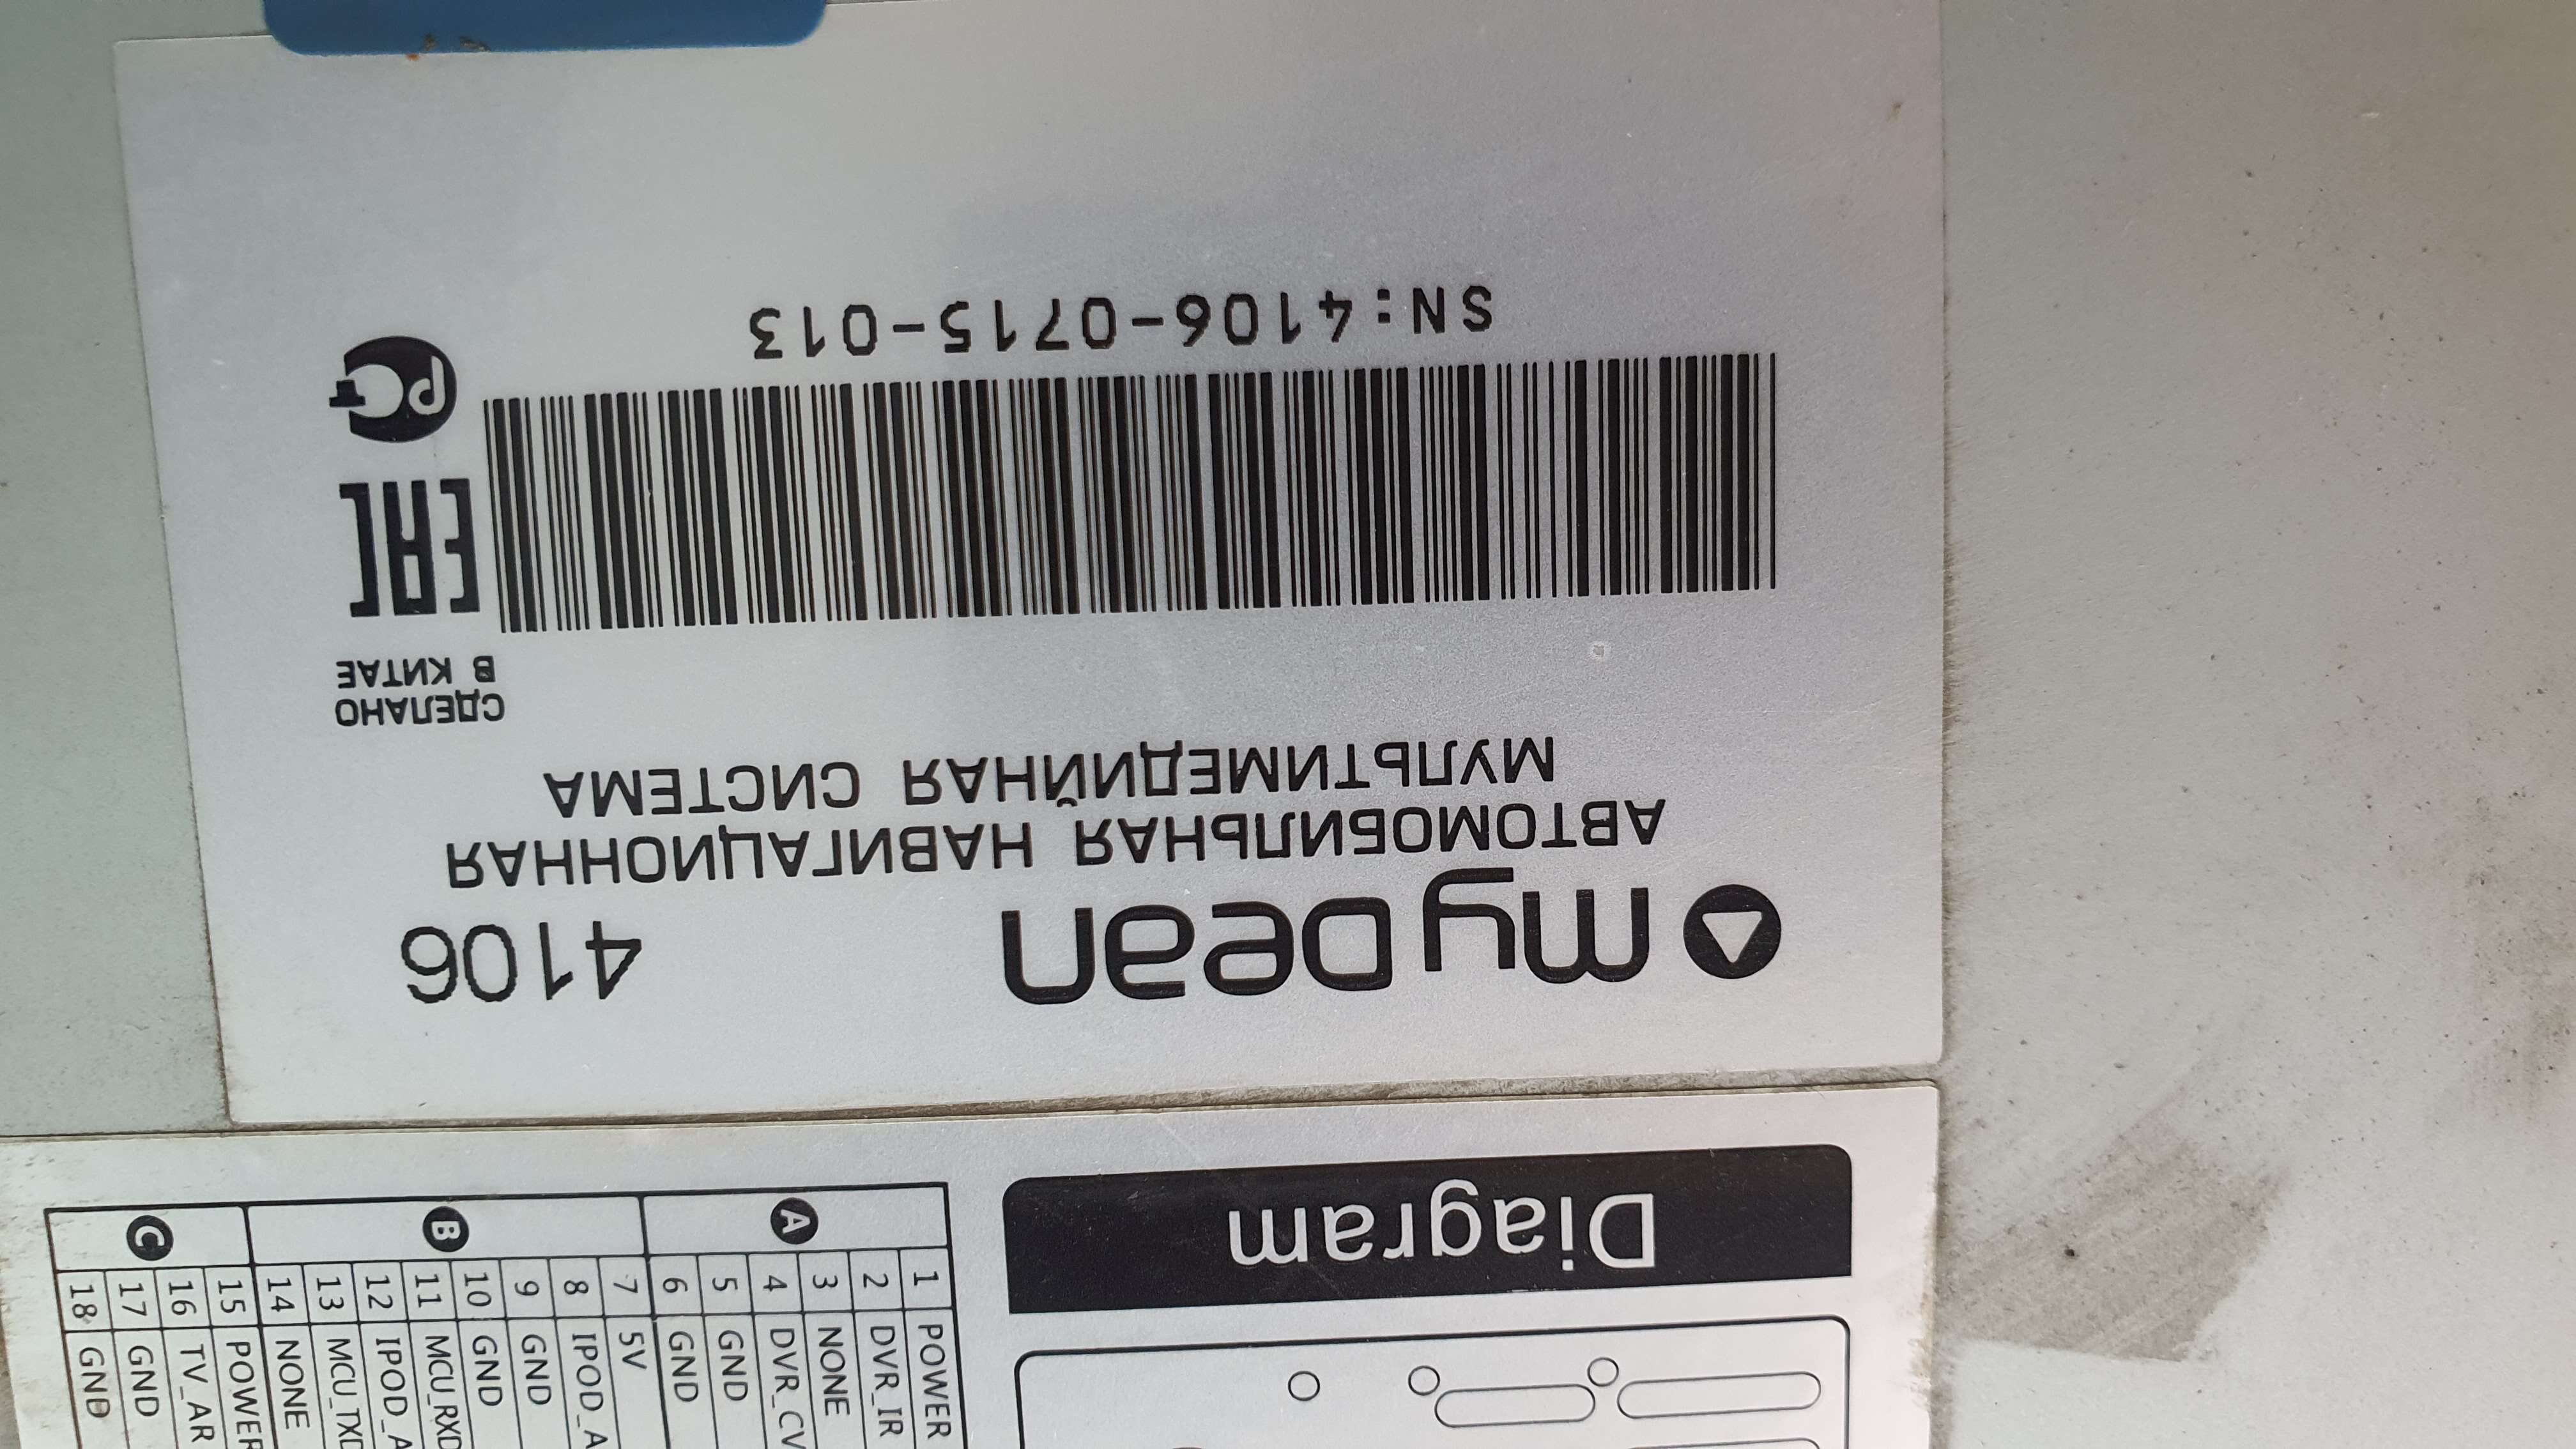 my Dean 4106
АВТОМОБИЛЬНАЯ НАВИГАЦИОННАЯ
МУЛЬТИМЕДИЙНАЯ СИСТЕМА
СДЕЛАНО
В КИТАЕ
EAC
РСТ
SN:4106-0715-013
Diagram
A
1 POWER
2 DVR_IR
3 NONE
4 DVR_CV
5 GND
6 GND
B
7 5V
8 IPOD_A
9 GND
10 GND
11 MCU_RXD
12 IPOD_A
13 MCU_TXD
14 NONE
C
15 POWER
16 TV_AR
17 GND
18 GND